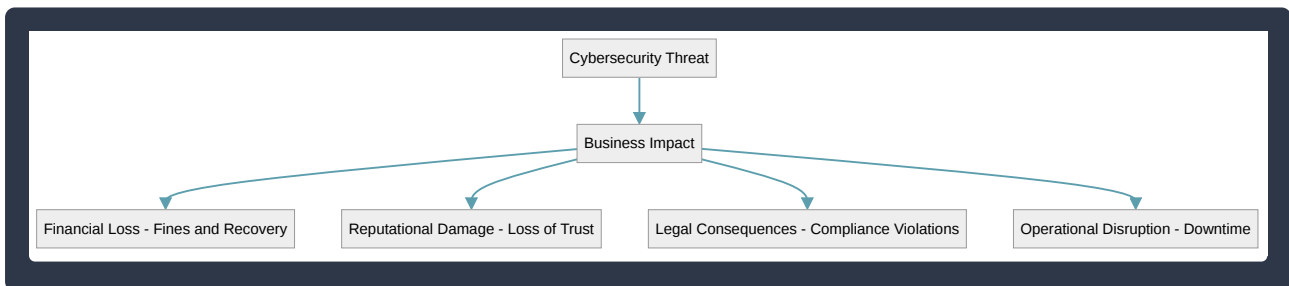 Cybersecurity Threat
Business Impact
Financial Loss - Fines and Recovery
Reputational Damage - Loss of Trust
Legal Consequences - Compliance Violations
Operational Disruption - Downtime